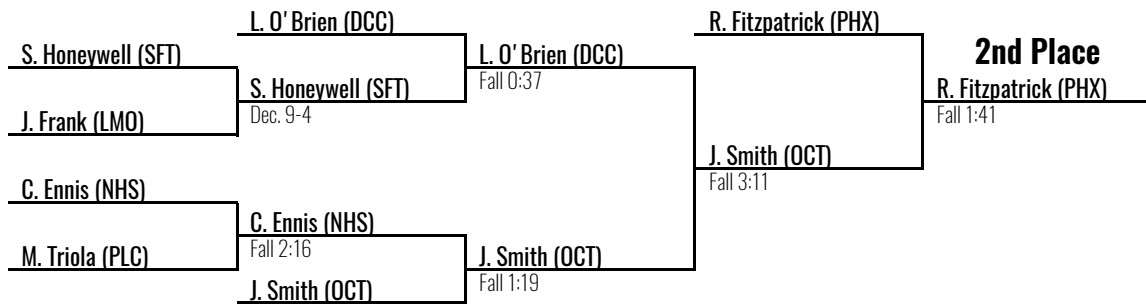 L. O'Brien (DCC)
R. Fitzpatrick (PHX)
S. Honeywell (SFT)
L. O'Brien (DCC)
2nd Place
Fall 0:37
S. Honeywell (SFT)
R. Fitzpatrick (PHX)
Dec. 9-4
Fall 1:41
J. Frank (LMO)
J. Smith (OCT)
Fall 3:11
C. Ennis (NHS)
C. Ennis (NHS)
Fall 2:16
M. Triola (PLC)
J. Smith (OCT)
Fall 1:19
J. Smith (OCT)